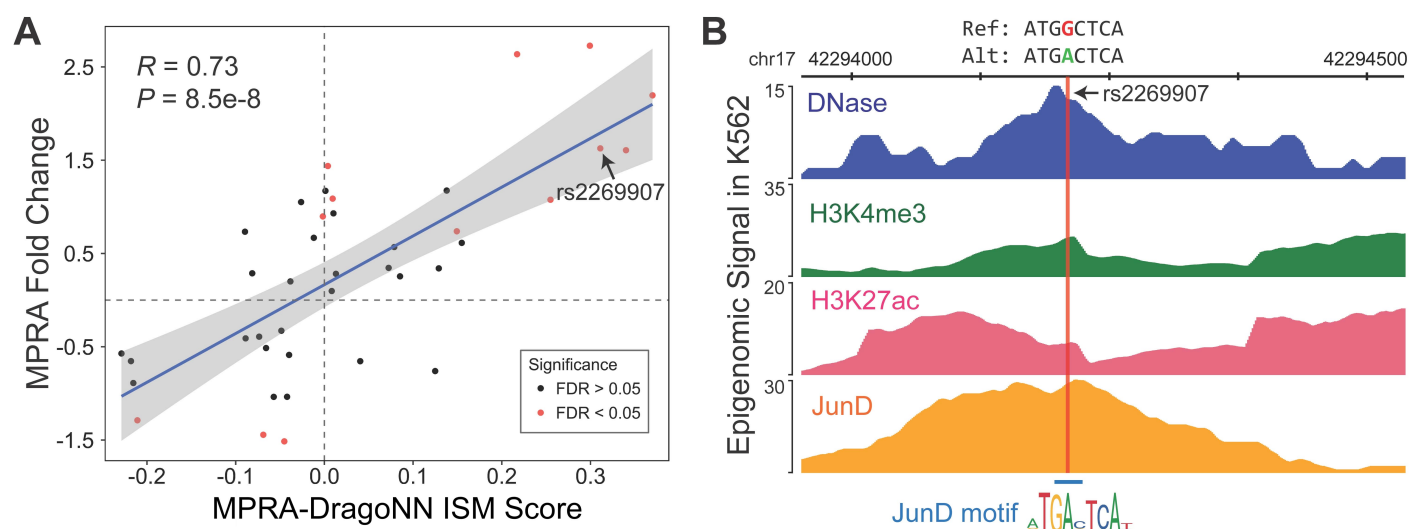 A
R = 0.73
P = 8.5e-8
MPRA Fold Change
2.5
1.5
0.5
-0.5
-1.5
rs2269907
Significance
FDR > 0.05
FDR < 0.05
-0.2 -0.1 0.0 0.1 0.2 0.3
MPRA-DragoNN ISM Score
B
Ref: ATGGCTCA
Alt: ATGACTCA
chr17 42294000 42294500
Epigenomic Signal in K562
15
DNase
rs2269907
35
H3K4me3
20
H3K27ac
30
JunD
JunD motif ATGACTCAT